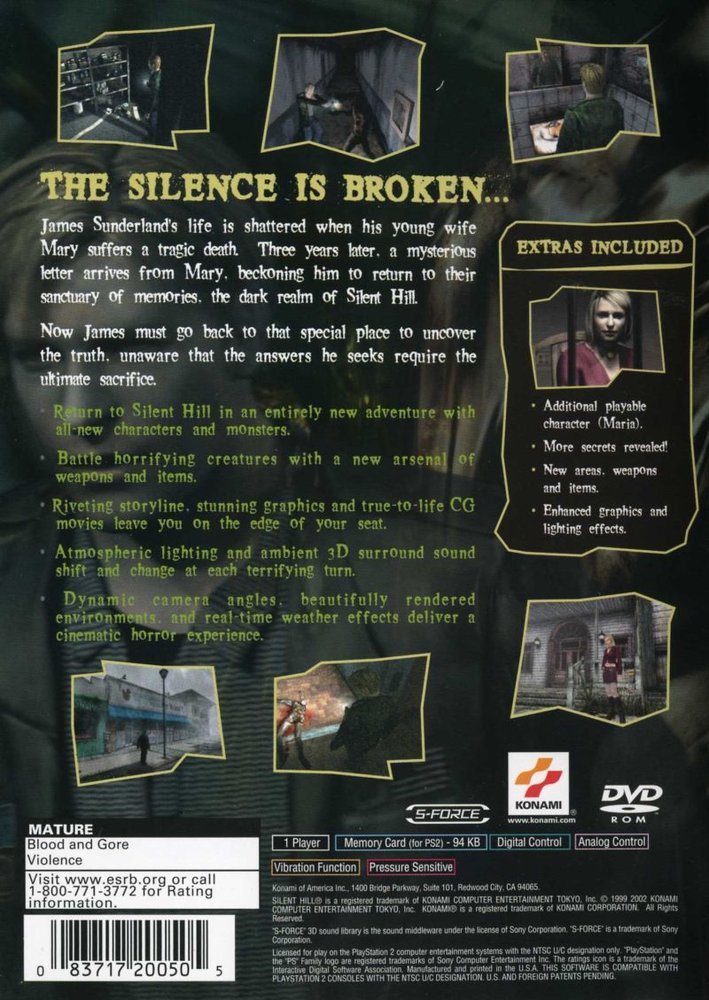 THE SILENCE IS BROKEN...
James Sunderland's life is shattered when his young wife
Mary suffers a tragic death. Three years later, a mysterious
letter arrives from Mary, beckoning him to return to their
sanctuary of memories, the dark realm of Silent Hill.
Now James must go back to that special place to uncover
the truth, unaware that the answers he seeks require the
ultimate sacrifice.
• Return to Silent Hill in an entirely new adventure with
all-new characters and monsters.
• Battle horrifying creatures with a new arsenal of
weapons and items.
• Riveting storyline, stunning graphics and true-to-life CG
movies leave you on the edge of your seat.
• Atmospheric lighting and ambient 3D surround sound
shift and change at each terrifying turn.
• Dynamic camera angles, beautifully rendered
environments, and real-time weather effects deliver a
cinematic horror experience.
EXTRAS INCLUDED
• Additional playable
character (Maria).
• More secrets revealed!
• New areas, weapons
and items.
• Enhanced graphics and
lighting effects.
S-FORCE
KONAMI
www.konami.com
DVD
ROM
MATURE
Blood and Gore
Violence
Visit www.esrb.org or call
1-800-771-3772 for Rating
information.
0 83717 20050 5
1 Player
Memory Card (for PS2) - 94 KB
Digital Control
Analog Control
Vibration Function
Pressure Sensitive
Konami of America Inc., 1400 Bridge Parkway, Suite 101, Redwood City, CA 94065.
SILENT HILL® is a registered trademark of KONAMI COMPUTER ENTERTAINMENT TOKYO, Inc. © 1999 2002 KONAMI
COMPUTER ENTERTAINMENT TOKYO, Inc. KONAMI® is a registered trademark of KONAMI CORPORATION. All Rights
Reserved.
"S-FORCE" 3D sound library is the sound middleware under the license of Sony Corporation. "S-FORCE" is a trademark of Sony
Corporation.
Licensed for play on the PlayStation 2 computer entertainment systems with the NTSC U/C designation only. "PlayStation" and
the "PS" Family logo are registered trademarks of Sony Computer Entertainment Inc. The ratings icon is a trademark of the
Interactive Digital Software Association. Manufactured and printed in the U.S.A. THIS SOFTWARE IS COMPATIBLE WITH
PLAYSTATION 2 CONSOLES WITH THE NTSC U/C DESIGNATION. U.S. AND FOREIGN PATENTS PENDING.